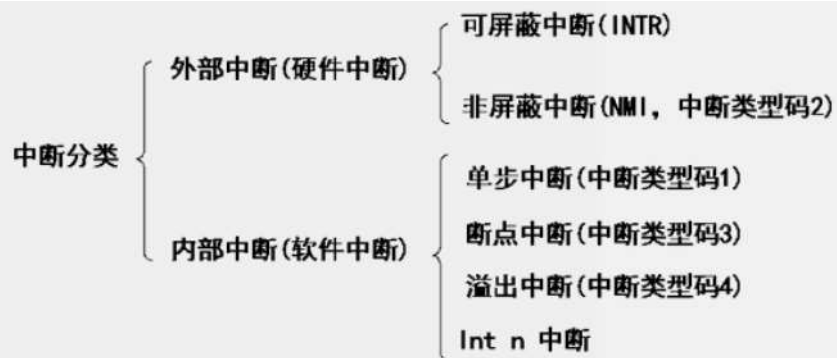 中断分类
外部中断(硬件中断)
可屏蔽中断(INTR)
非屏蔽中断(NMI，中断类型码2)
内部中断(软件中断)
单步中断(中断类型码1)
断点中断(中断类型码3)
溢出中断(中断类型码4)
Int n 中断